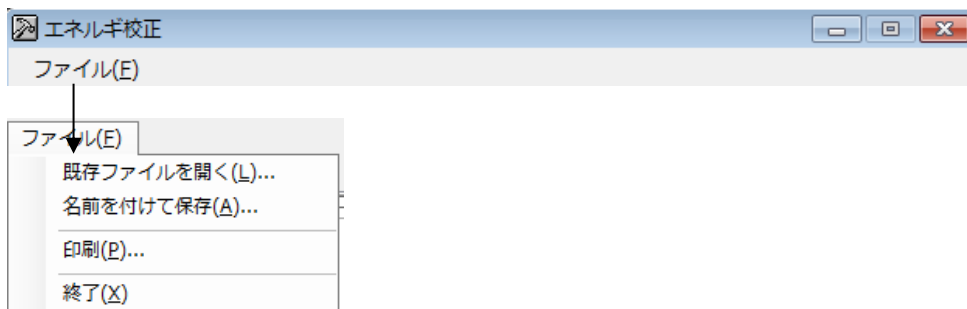 エネルギ校正
ファイル(F)
ファイル(F)
既存ファイルを開く(L)...
名前を付けて保存(A)...
印刷(P)...
終了(X)